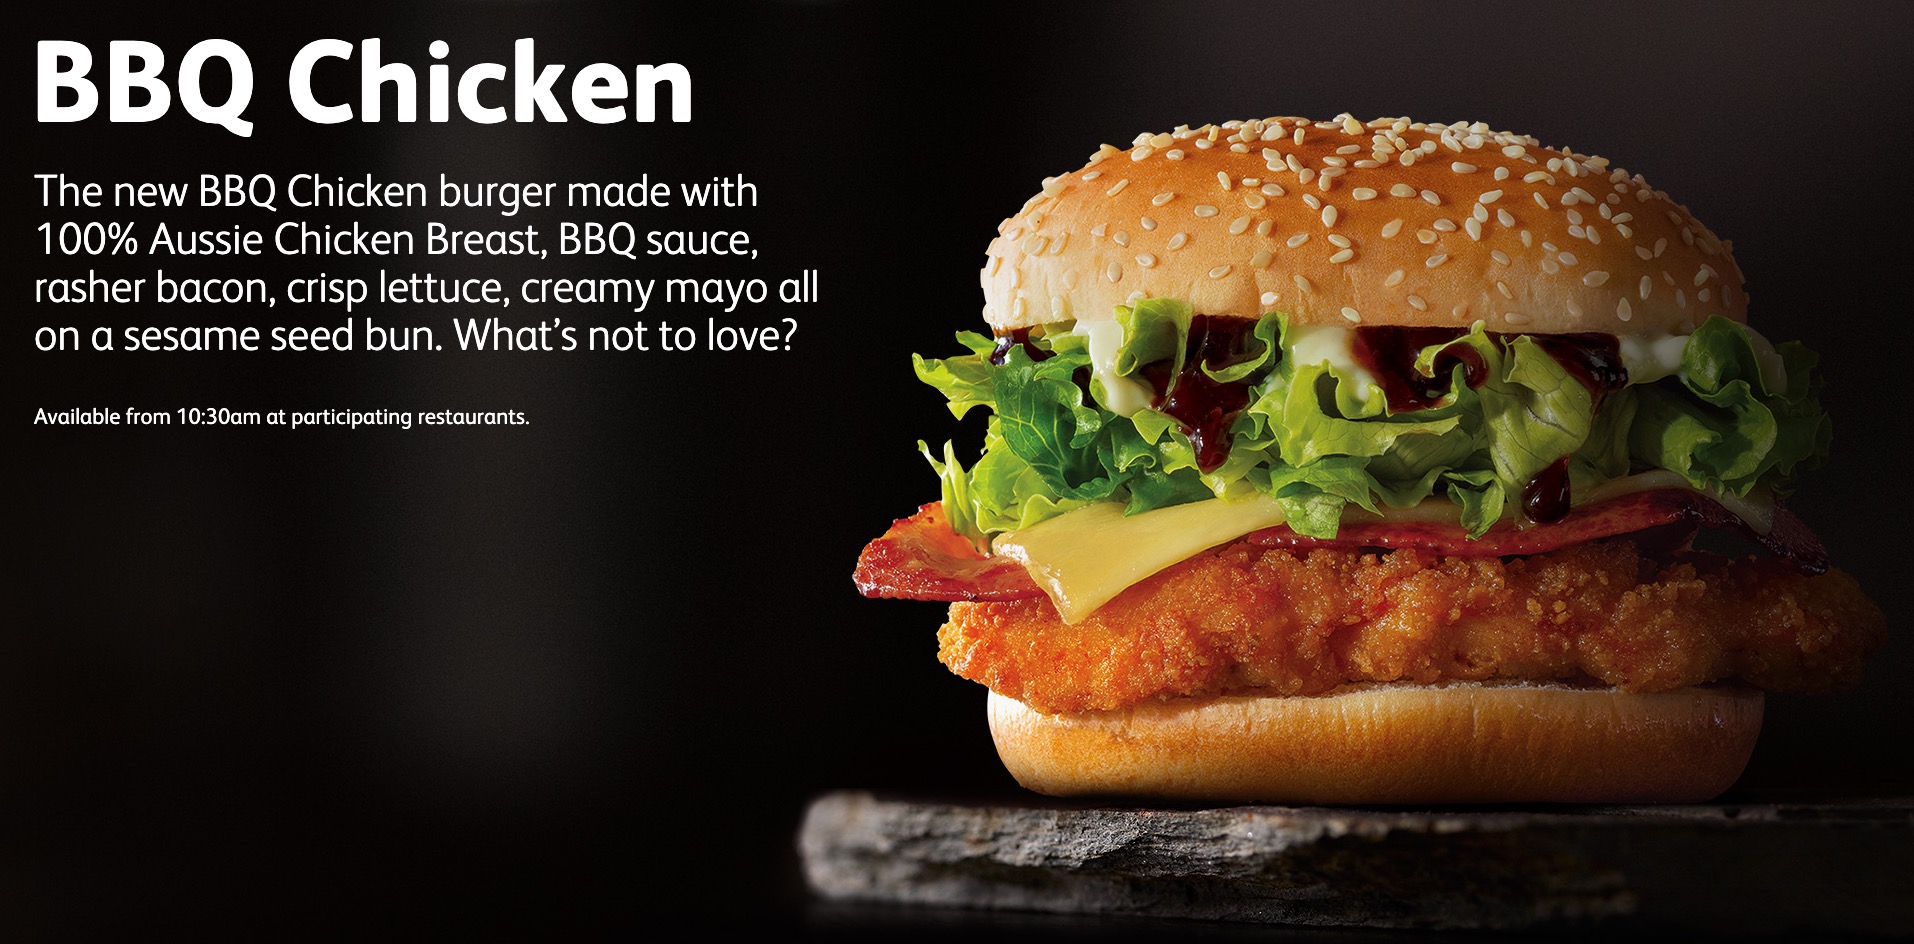 BBQ Chicken
The new BBQ Chicken burger made with
100% Aussie Chicken Breast, BBQ sauce,
rasher bacon, crisp lettuce, creamy mayo all
on a sesame seed bun. What’s not to love?
Available from 10:30am at participating restaurants.